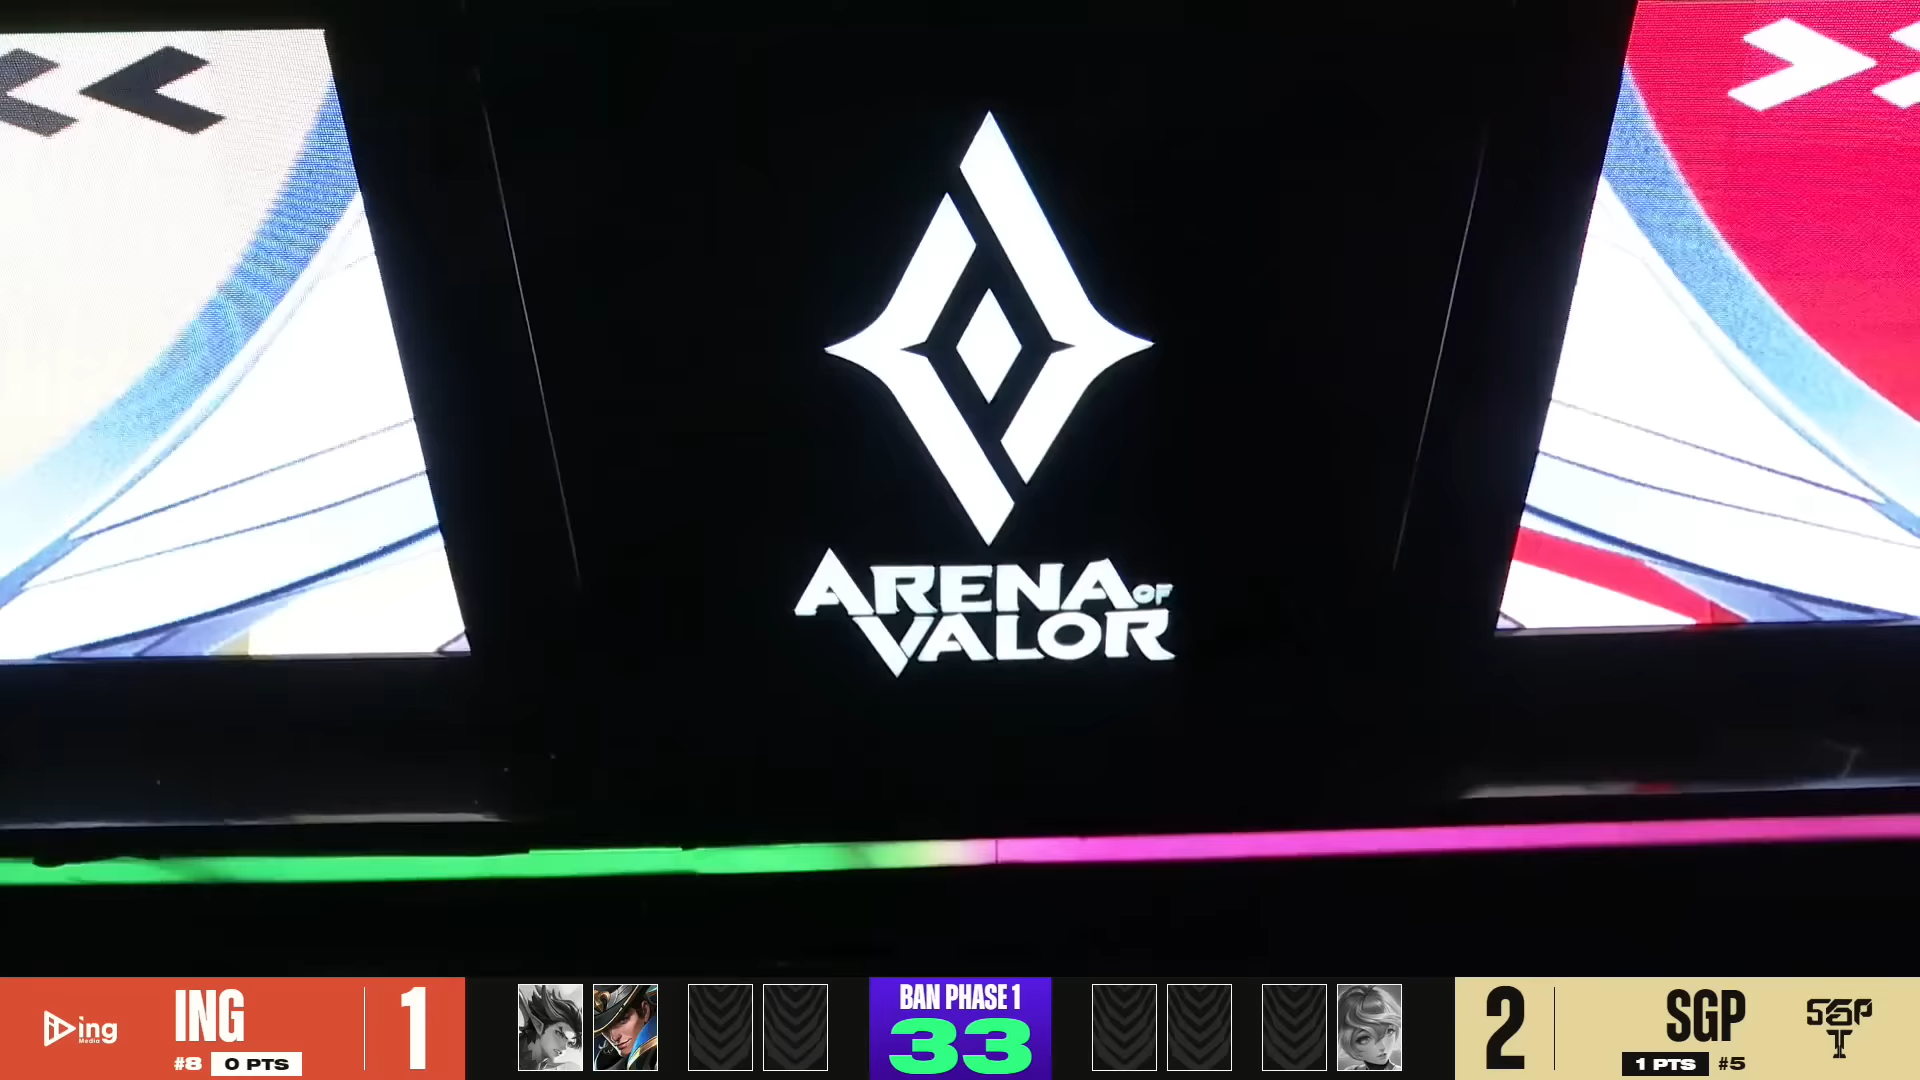 ARENA OF
VALOR
ing
Media
ING
#8 0 PTS
1
BAN PHASE 1
33
2
SGP
1 PTS #5
SGP